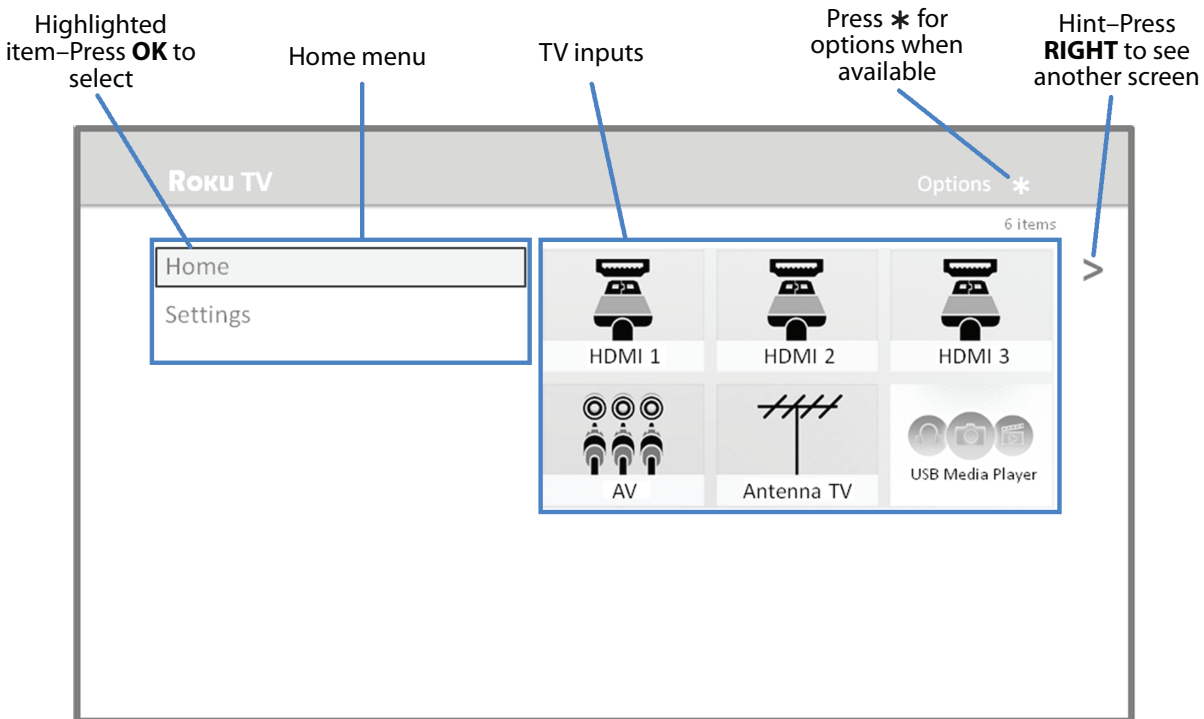 Highlighted
item–Press OK to
select
Home menu
TV inputs
Press * for
options when
available
Hint–Press
RIGHT to see
another screen
ROKU TV
Options *
6 items
Home
Settings
>
HDMI 1
HDMI 2
HDMI 3
AV
Antenna TV
USB Media Player